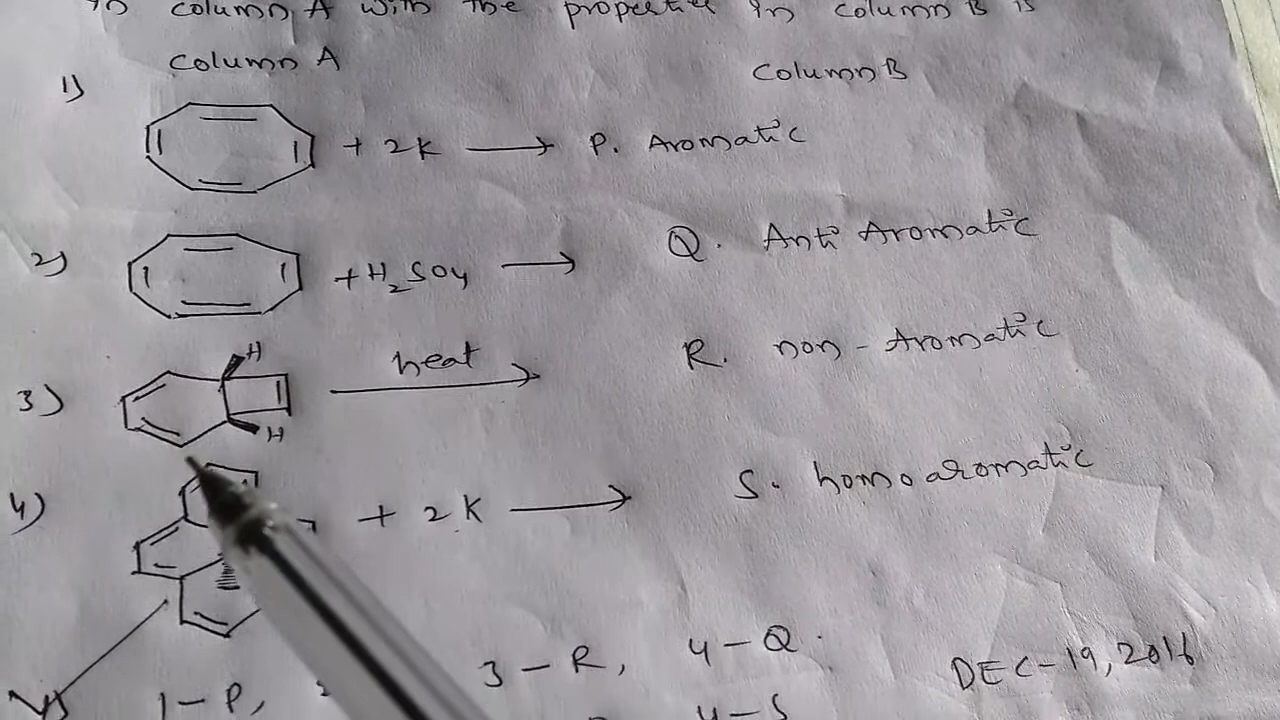 in column A with the properties in column B is
column A
column B
1)
+ 2K ⟶ P. Aromatic
2)
+ H2SO4 ⟶
Q. Anti Aromatic
3)
H
heat
H
R. non-Aromatic
4)
+ 2K ⟶
S. homoaromatic
1-P,
3-R, 4-Q.
4-S
DEC-19,2016